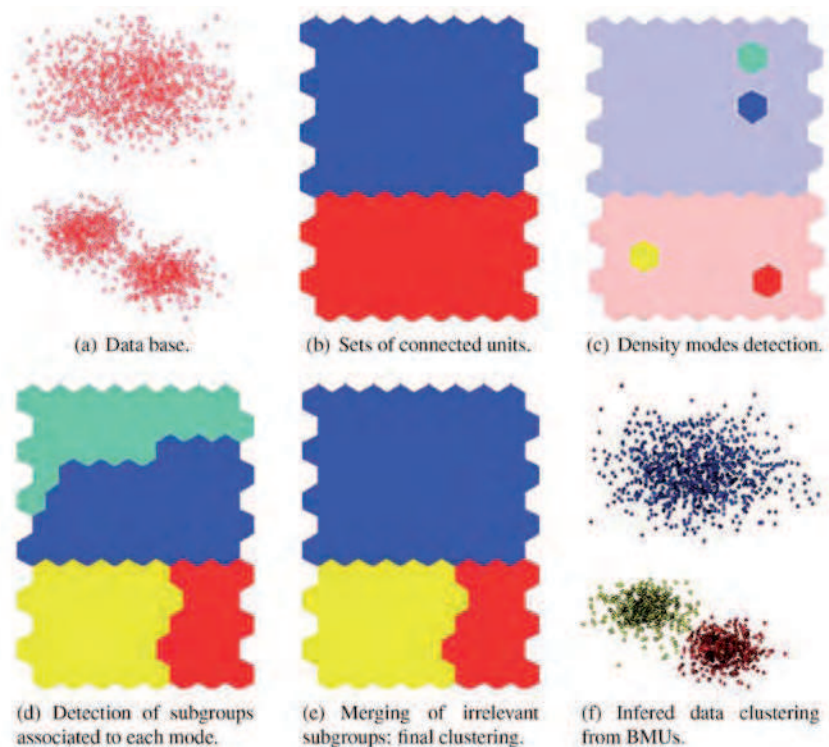 (a) Data base.
(b) Sets of connected units.
(c) Density modes detection.
(d) Detection of subgroups
associated to each mode.
(e) Merging of irrelevant
subgroups: final clustering.
(f) Infered data clustering
from BMUs.